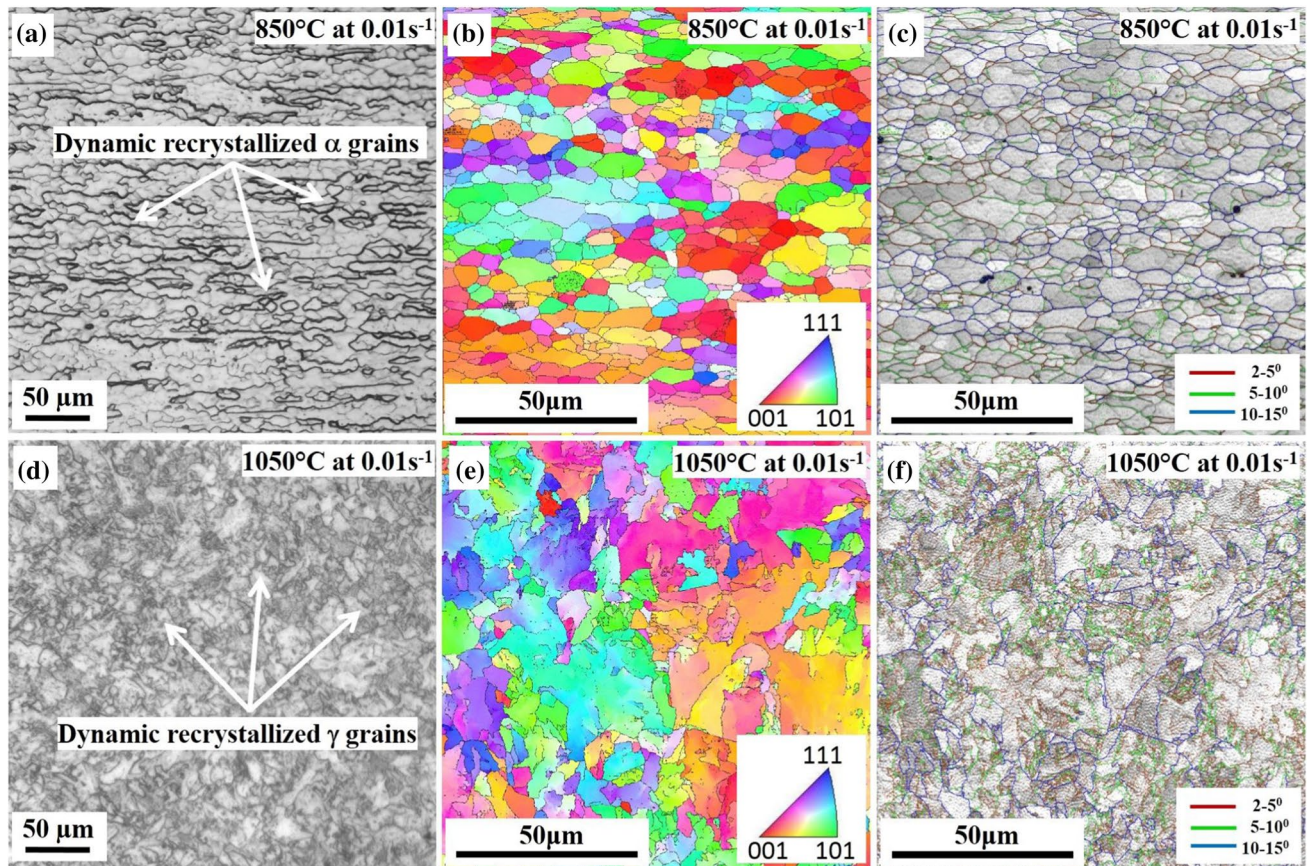 (a)
850°C at 0.01s⁻¹
Dynamic recrystallized α grains
50 μm
(b)
850°C at 0.01s⁻¹
111
001
101
50μm
(c)
850°C at 0.01s⁻¹
2-5⁰
5-10⁰
10-15⁰
50μm
(d)
1050°C at 0.01s⁻¹
Dynamic recrystallized γ grains
50 μm
(e)
1050°C at 0.01s⁻¹
111
001
101
50μm
(f)
1050°C at 0.01s⁻¹
2-5⁰
5-10⁰
10-15⁰
50μm